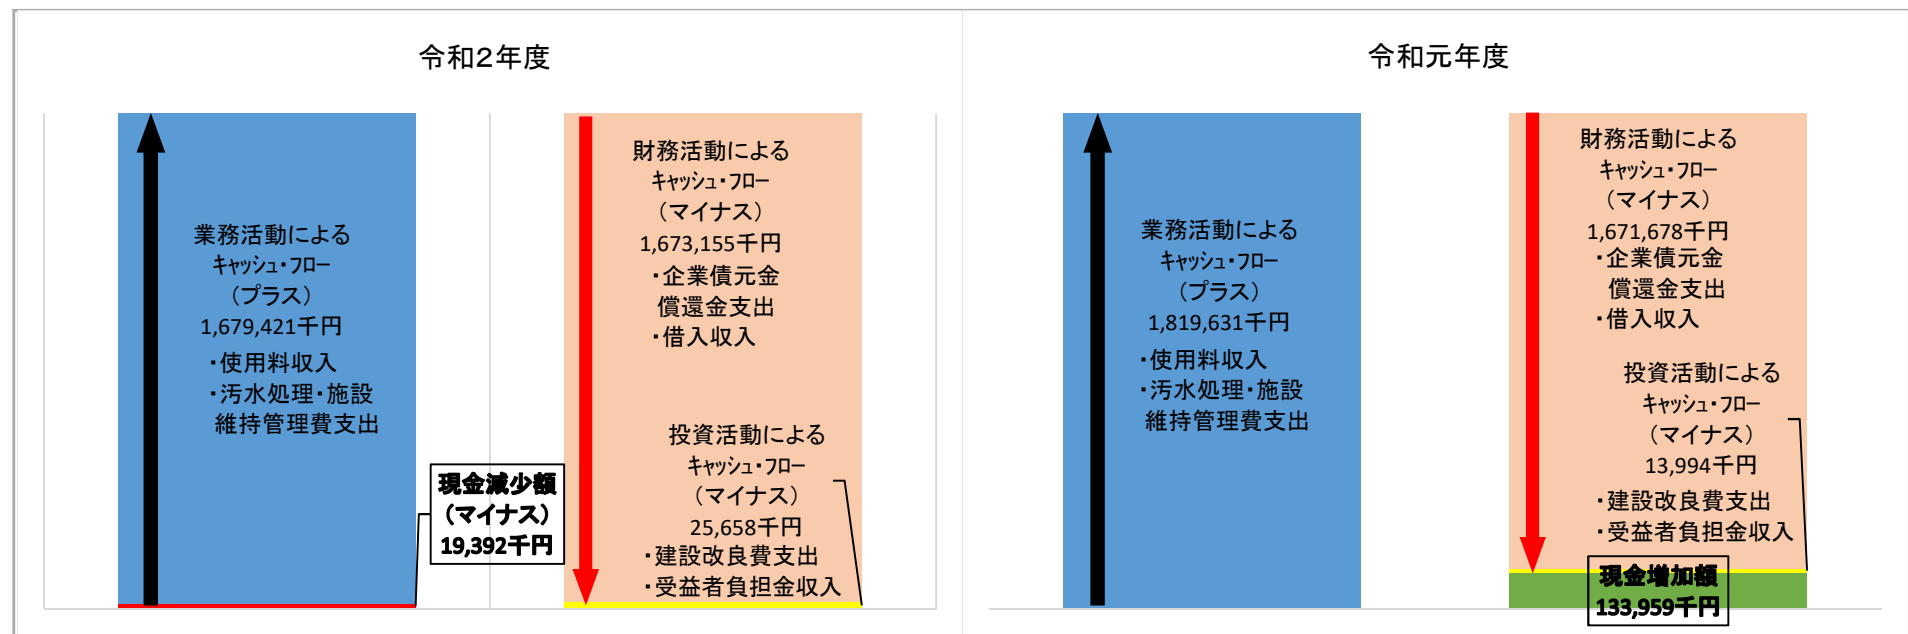 令和2年度
業務活動による
ｷｬｯｼｭ・ﾌﾛｰ
（プラス）
1,679,421千円
・使用料収入
・汚水処理・施設
維持管理費支出
現金減少額
（マイナス）
19,392千円
財務活動による
ｷｬｯｼｭ・ﾌﾛｰ
（マイナス）
1,673,155千円
・企業債元金
償還金支出
・借入収入
投資活動による
ｷｬｯｼｭ・ﾌﾛｰ
（マイナス）
25,658千円
・建設改良費支出
・受益者負担金収入
令和元年度
業務活動による
ｷｬｯｼｭ・ﾌﾛｰ
（プラス）
1,819,631千円
・使用料収入
・汚水処理・施設
維持管理費支出
財務活動による
ｷｬｯｼｭ・ﾌﾛｰ
（マイナス）
1,671,678千円
・企業債元金
償還金支出
・借入収入
投資活動による
ｷｬｯｼｭ・ﾌﾛｰ
（マイナス）
13,994千円
・建設改良費支出
・受益者負担金収入
現金増加額
133,959千円